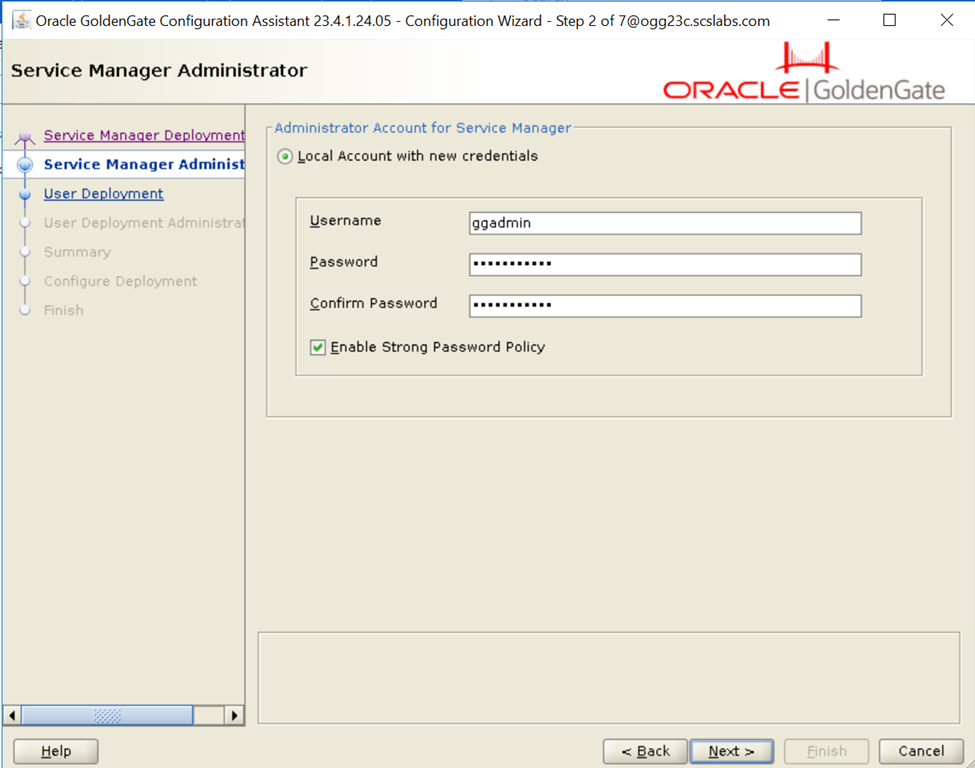 Oracle GoldenGate Configuration Assistant 23.4.1.24.05 - Configuration Wizard - Step 2 of 7@ogg23c.scslabs.com
Service Manager Administrator
ORACLE | GoldenGate
Service Manager Deployment
Service Manager Administ
User Deployment
User Deployment Administra
Summary
Configure Deployment
Finish
Administrator Account for Service Manager
Local Account with new credentials
Username ggadmin
Password •••••••••••
Confirm Password •••••••••••
Enable Strong Password Policy
Help < Back Next > Finish Cancel